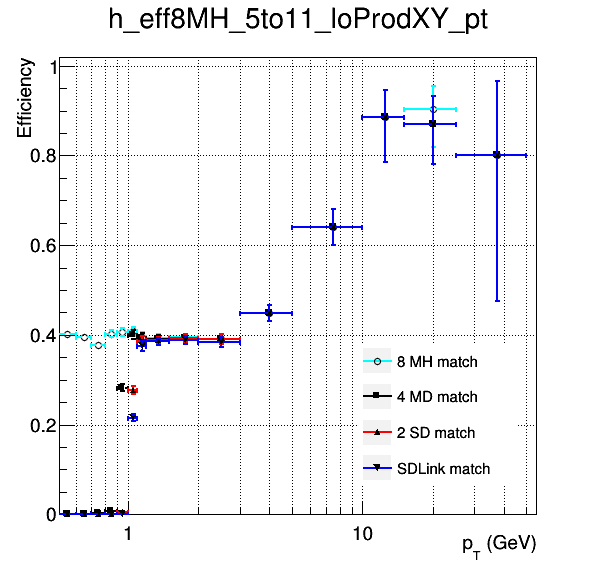 h_eff8MH_5to11_loProdXY_pt
Efficiency
1
0.8
0.6
0.4
0.2
0
8 MH match
4 MD match
2 SD match
SDLink match
1
10
p_T (GeV)